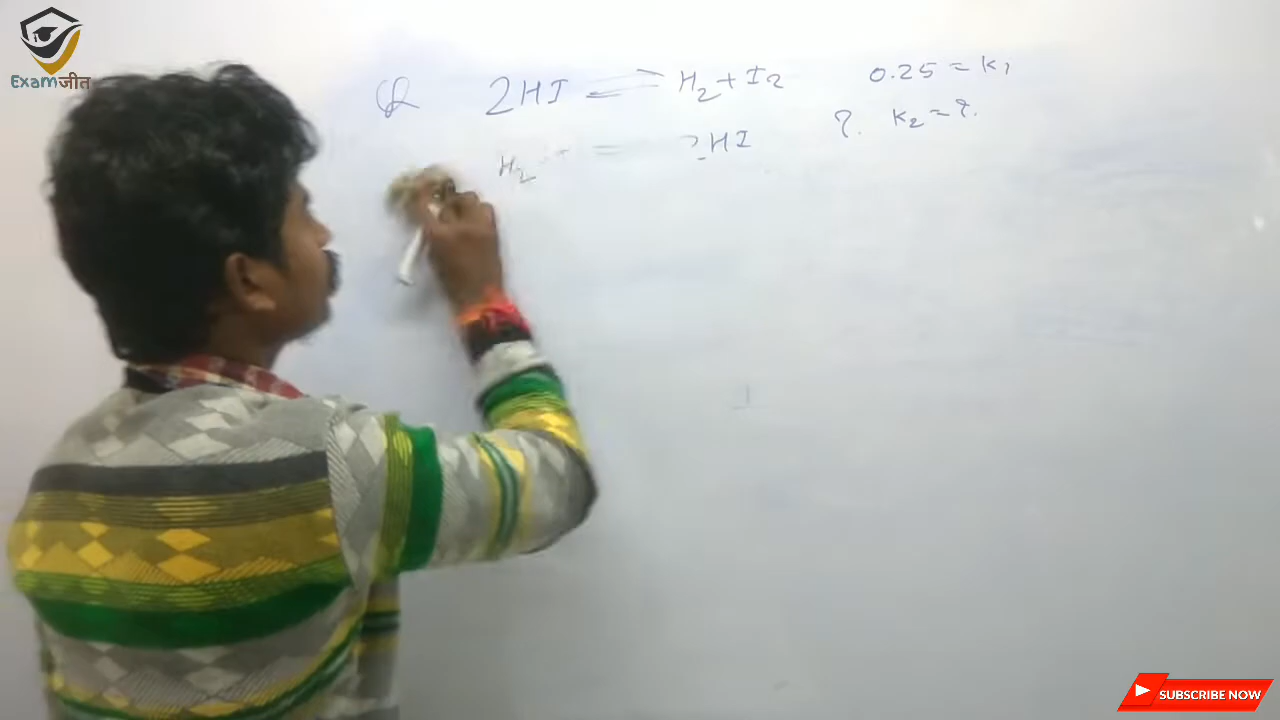 Examजीत
Q 2HI ⇌ H2 + I2 0.25 = K1
H2 = 2HI ?. K2 = ?.
SUBSCRIBE NOW